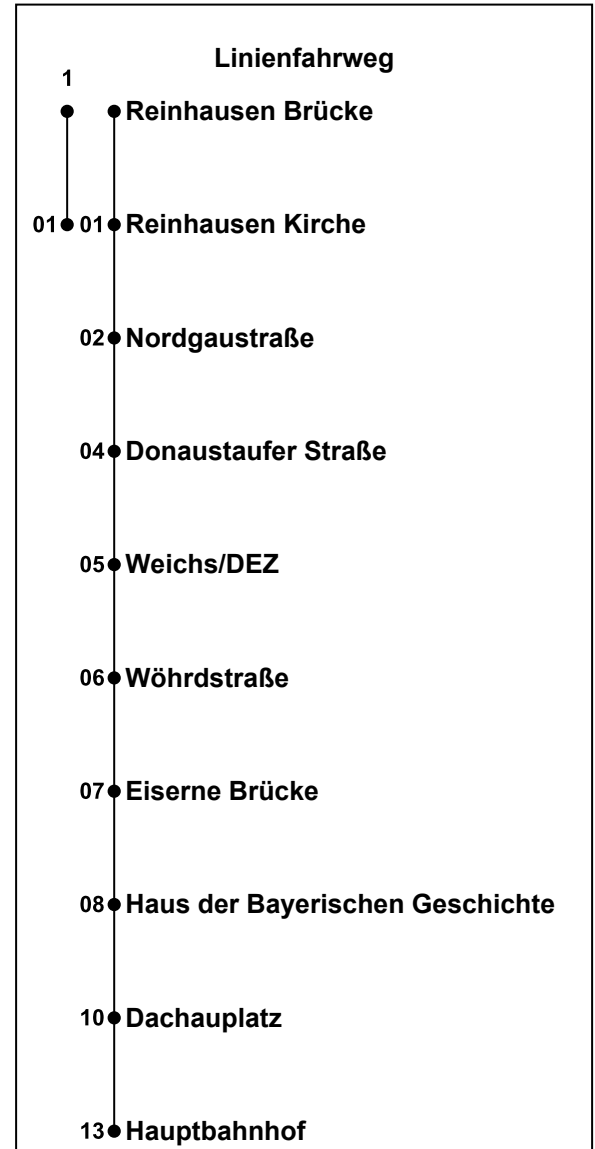 Linienfahrweg
1
Reinhausen Brücke
01 01 Reinhausen Kirche
02 Nordgaustraße
04 Donaustaufer Straße
05 Weichs/DEZ
06 Wöhrdstraße
07 Eiserne Brücke
08 Haus der Bayerischen Geschichte
10 Dachauplatz
13 Hauptbahnhof